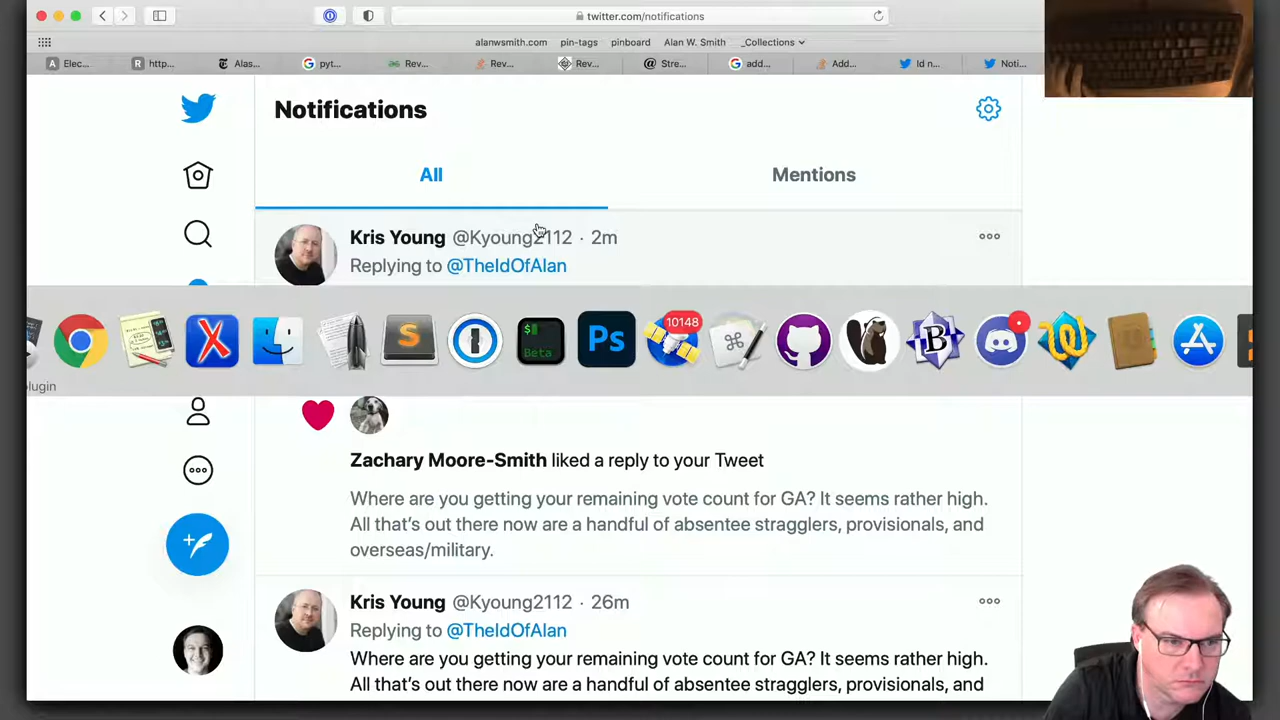 twitter.com/notifications
alanwsmith.com pin-tags pinboard Alan W. Smith _Collections
A Elec... R http... Alas... G pyt... Rev... Rev... Rev... @ Stre... G add... Add... Id n... Noti...
Notifications
All Mentions
Kris Young @Kyoung2112 · 2m
Replying to @TheIdOfAlan
S $ Beta Ps 10148 B
plugin
Zachary Moore-Smith liked a reply to your Tweet
Where are you getting your remaining vote count for GA? It seems rather high.
All that's out there now are a handful of absentee stragglers, provisionals, and
overseas/military.
Kris Young @Kyoung2112 · 26m
Replying to @TheIdOfAlan
Where are you getting your remaining vote count for GA? It seems rather high.
All that's out there now are a handful of absentee stragglers, provisionals, and